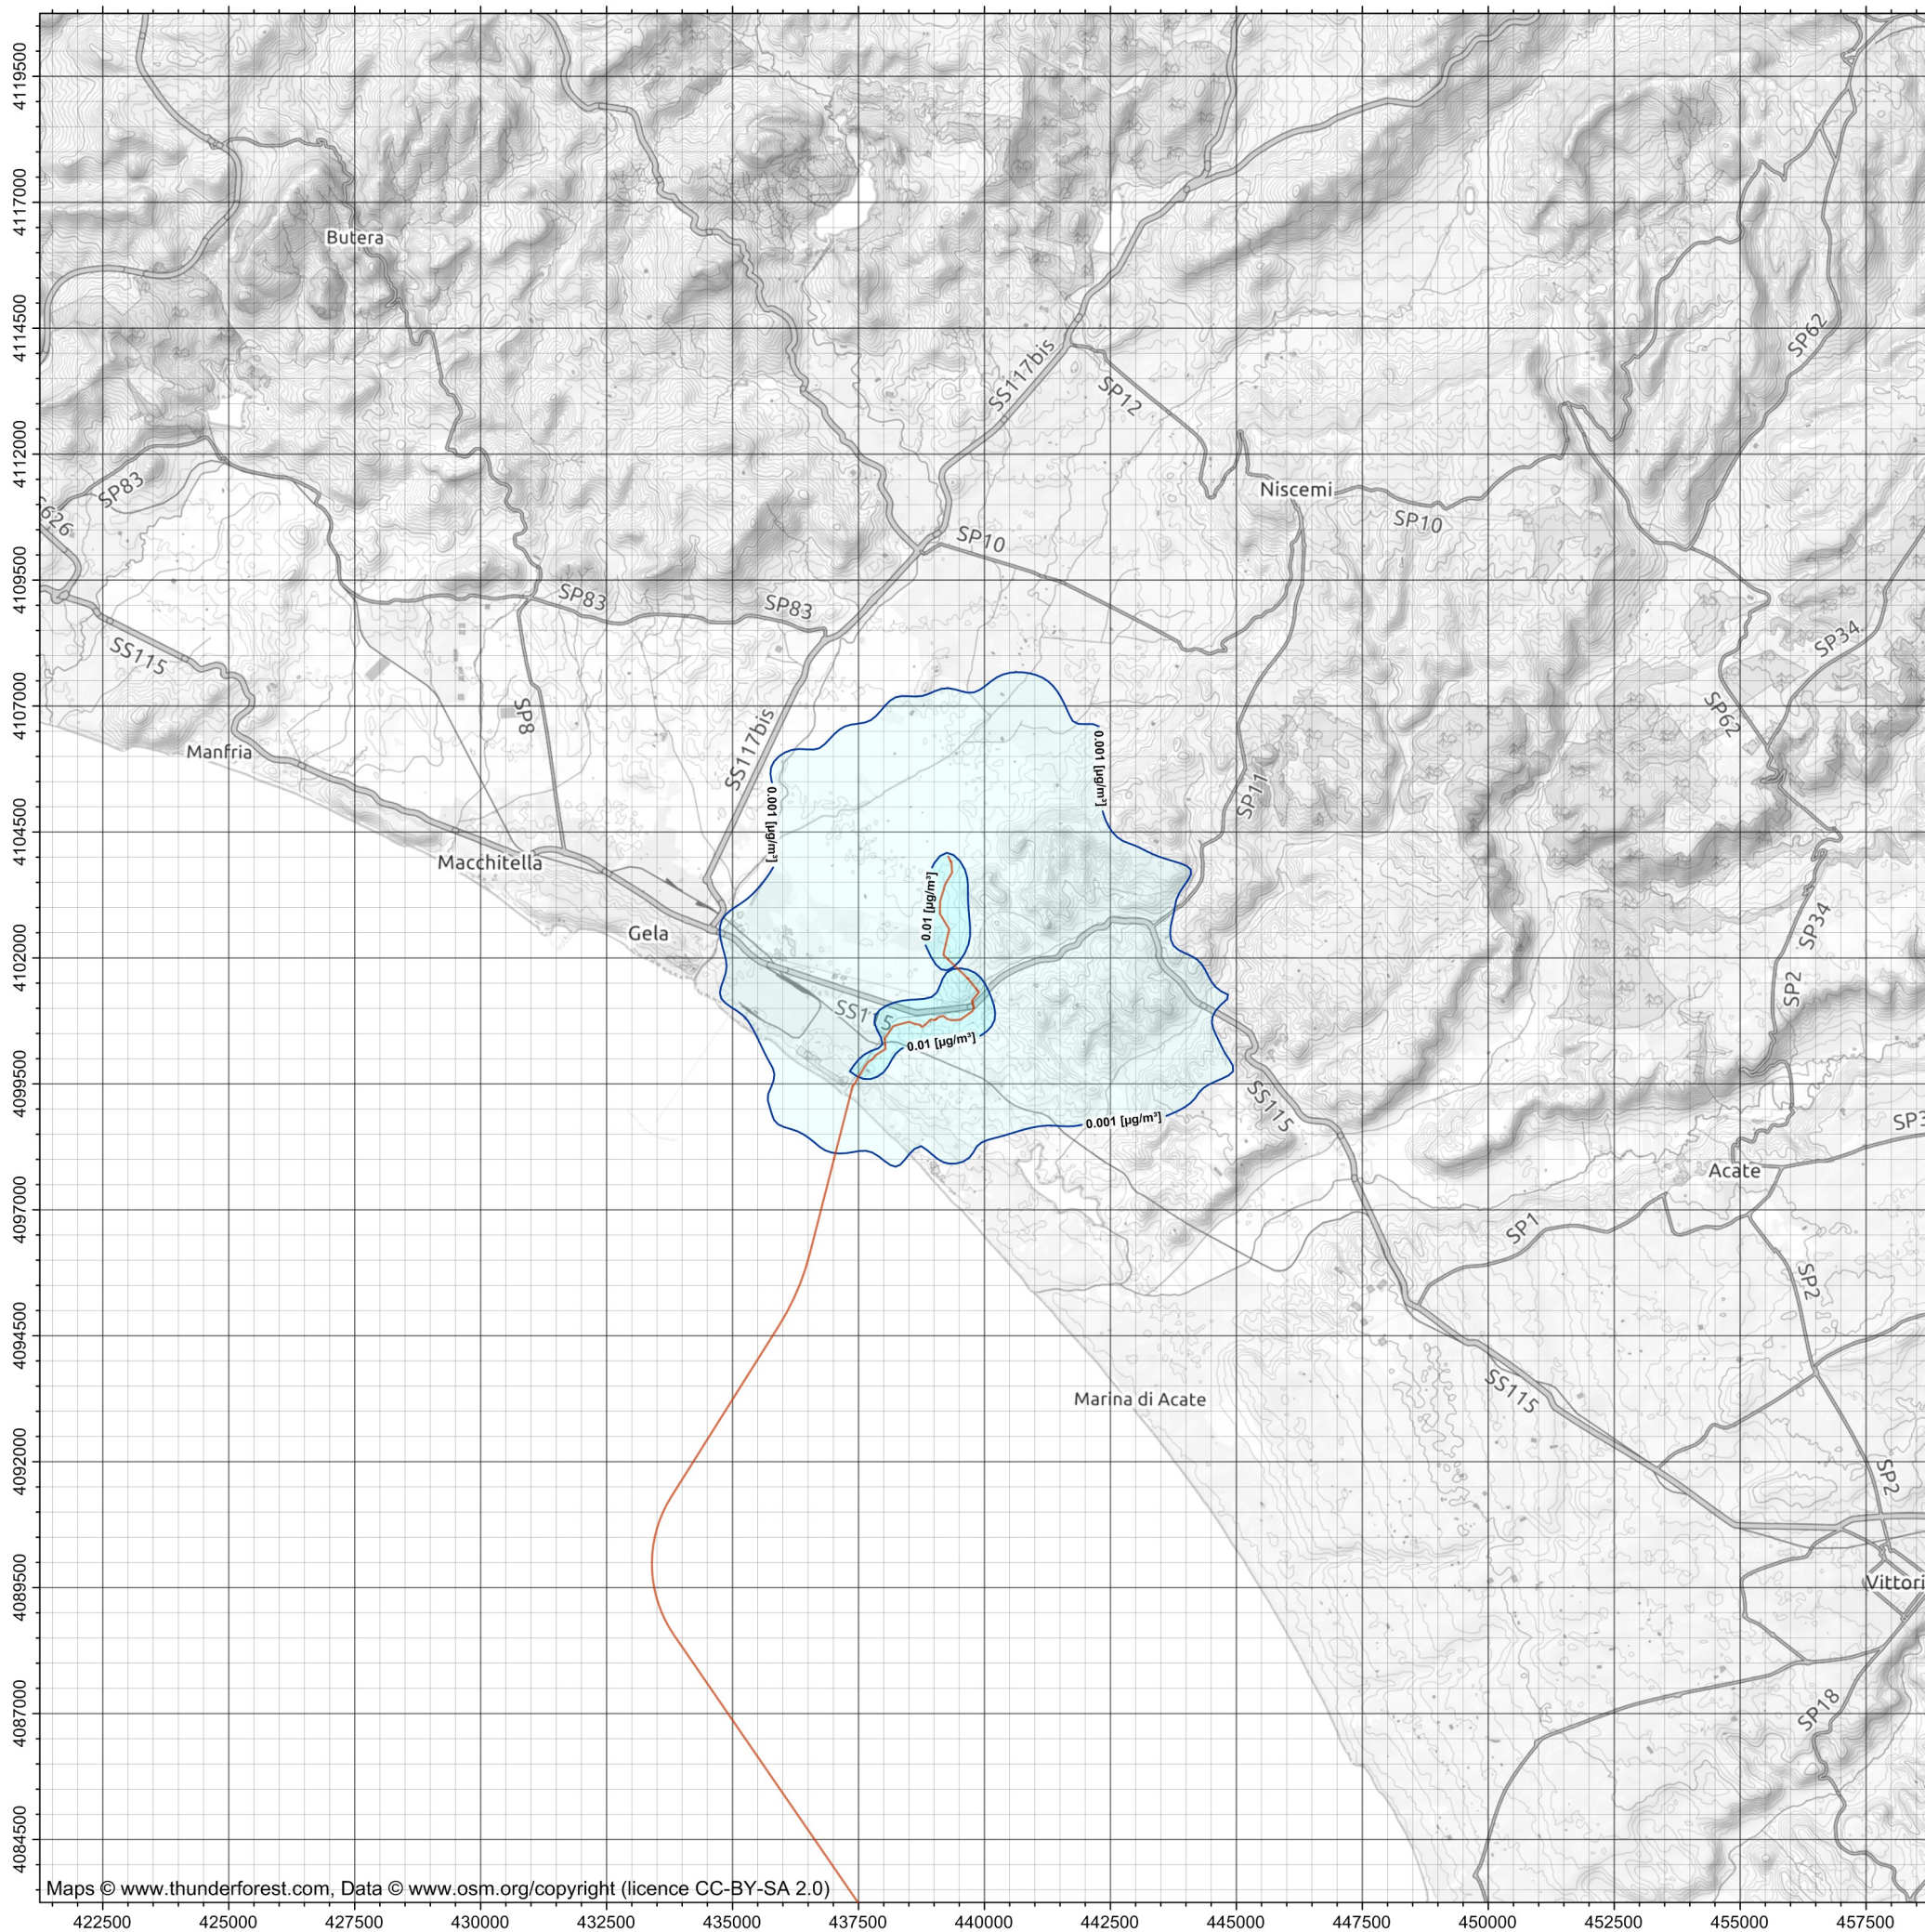 4119500
4117000
Butera
4114500
SP62
SS117bis
SP12
4112000
SP83
Niscemi
SP10
626
SP10
4109500
SP83
SP83
SP34
SS115
4107000
SP8
SP62
Manfria
SS117bis
0.001 [µg/m³]
SP11
0.001 [µg/m³]
4104500
Macchitella
0.01 [µg/m³]
SP34
Gela
4102000
SP2
SS115
0.01 [µg/m³]
4099500
SS115
0.001 [µg/m³]
SP3
Acate
4097000
SP1
SP2
4094500
SS115
Marina di Acate
4092000
SP2
4089500
Vittori
4087000
SP18
4084500
Maps © www.thunderforest.com, Data © www.osm.org/copyright (licence CC-BY-SA 2.0)
422500 425000 427500 430000 432500 435000 437500 440000 442500 445000 447500 450000 452500 455000 457500